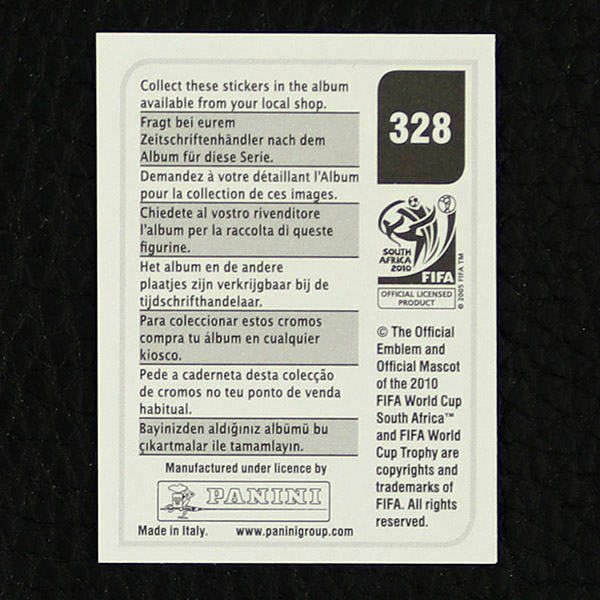 Collect these stickers in the album
available from your local shop.
Fragt bei eurem
Zeitschriftenhändler nach dem
Album für diese Serie.
Demandez à votre détaillant l'Album
pour la collection de ces images.
Chiedete al vostro rivenditore
l'album per la raccolta di queste
figurine.
Het album en de andere
plaatjes zijn verkrijgbaar bij de
tijdschrifthandelaar.
Para coleccionar estos cromos
compra tu álbum en cualquier
kiosco.
Pede a caderneta desta colecção
de cromos no teu ponto de venda
habitual.
Bayinizden aldığınız albümü bu
çıkartmalar ile tamamlayın.
Manufactured under licence by
PANINI
Made in Italy. www.paninigroup.com
328
SOUTH
AFRICA
2010
FIFA
OFFICIAL LICENSED
PRODUCT
© 2005 FIFA TM
© The Official
Emblem and
Official Mascot
of the 2010
FIFA World Cup
South Africa™
and FIFA World
Cup Trophy are
copyrights and
trademarks of
FIFA. All rights
reserved.